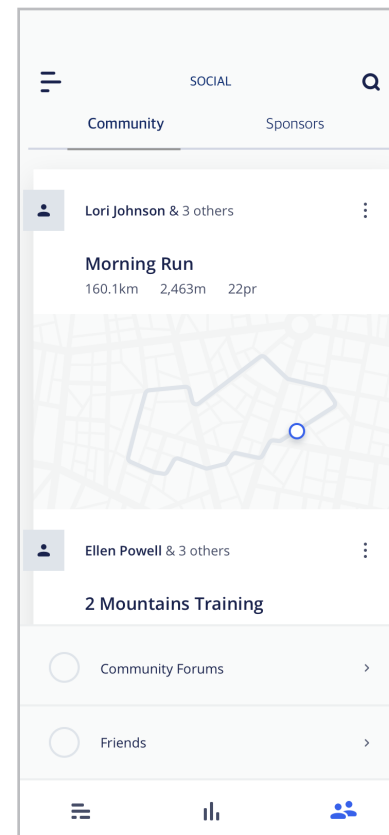 SOCIAL
Community Sponsors
Lori Johnson & 3 others
Morning Run
160.1km 2,463m 22pr
Ellen Powell & 3 others
2 Mountains Training
Community Forums
Friends